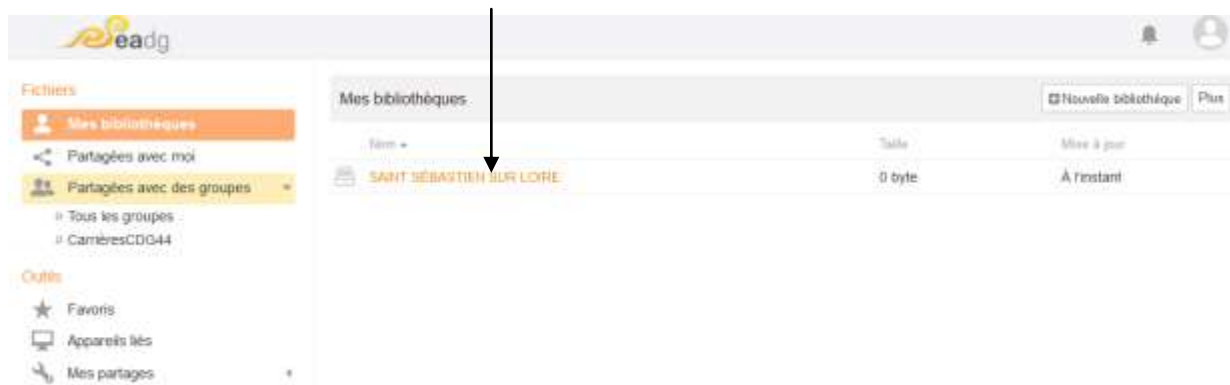 eadg
Fichiers
Mes bibliothèques
Partagées avec moi
Partagées avec des groupes
Tous les groupes
CarrièresCDG44
Outils
Favoris
Appareils liés
Mes partages
Mes bibliothèques
Nouvelle bibliothèque Plus
Nom Taille Mise à jour
SAINT SÉBASTIEN SUR LOIRE 0 byte À l'instant